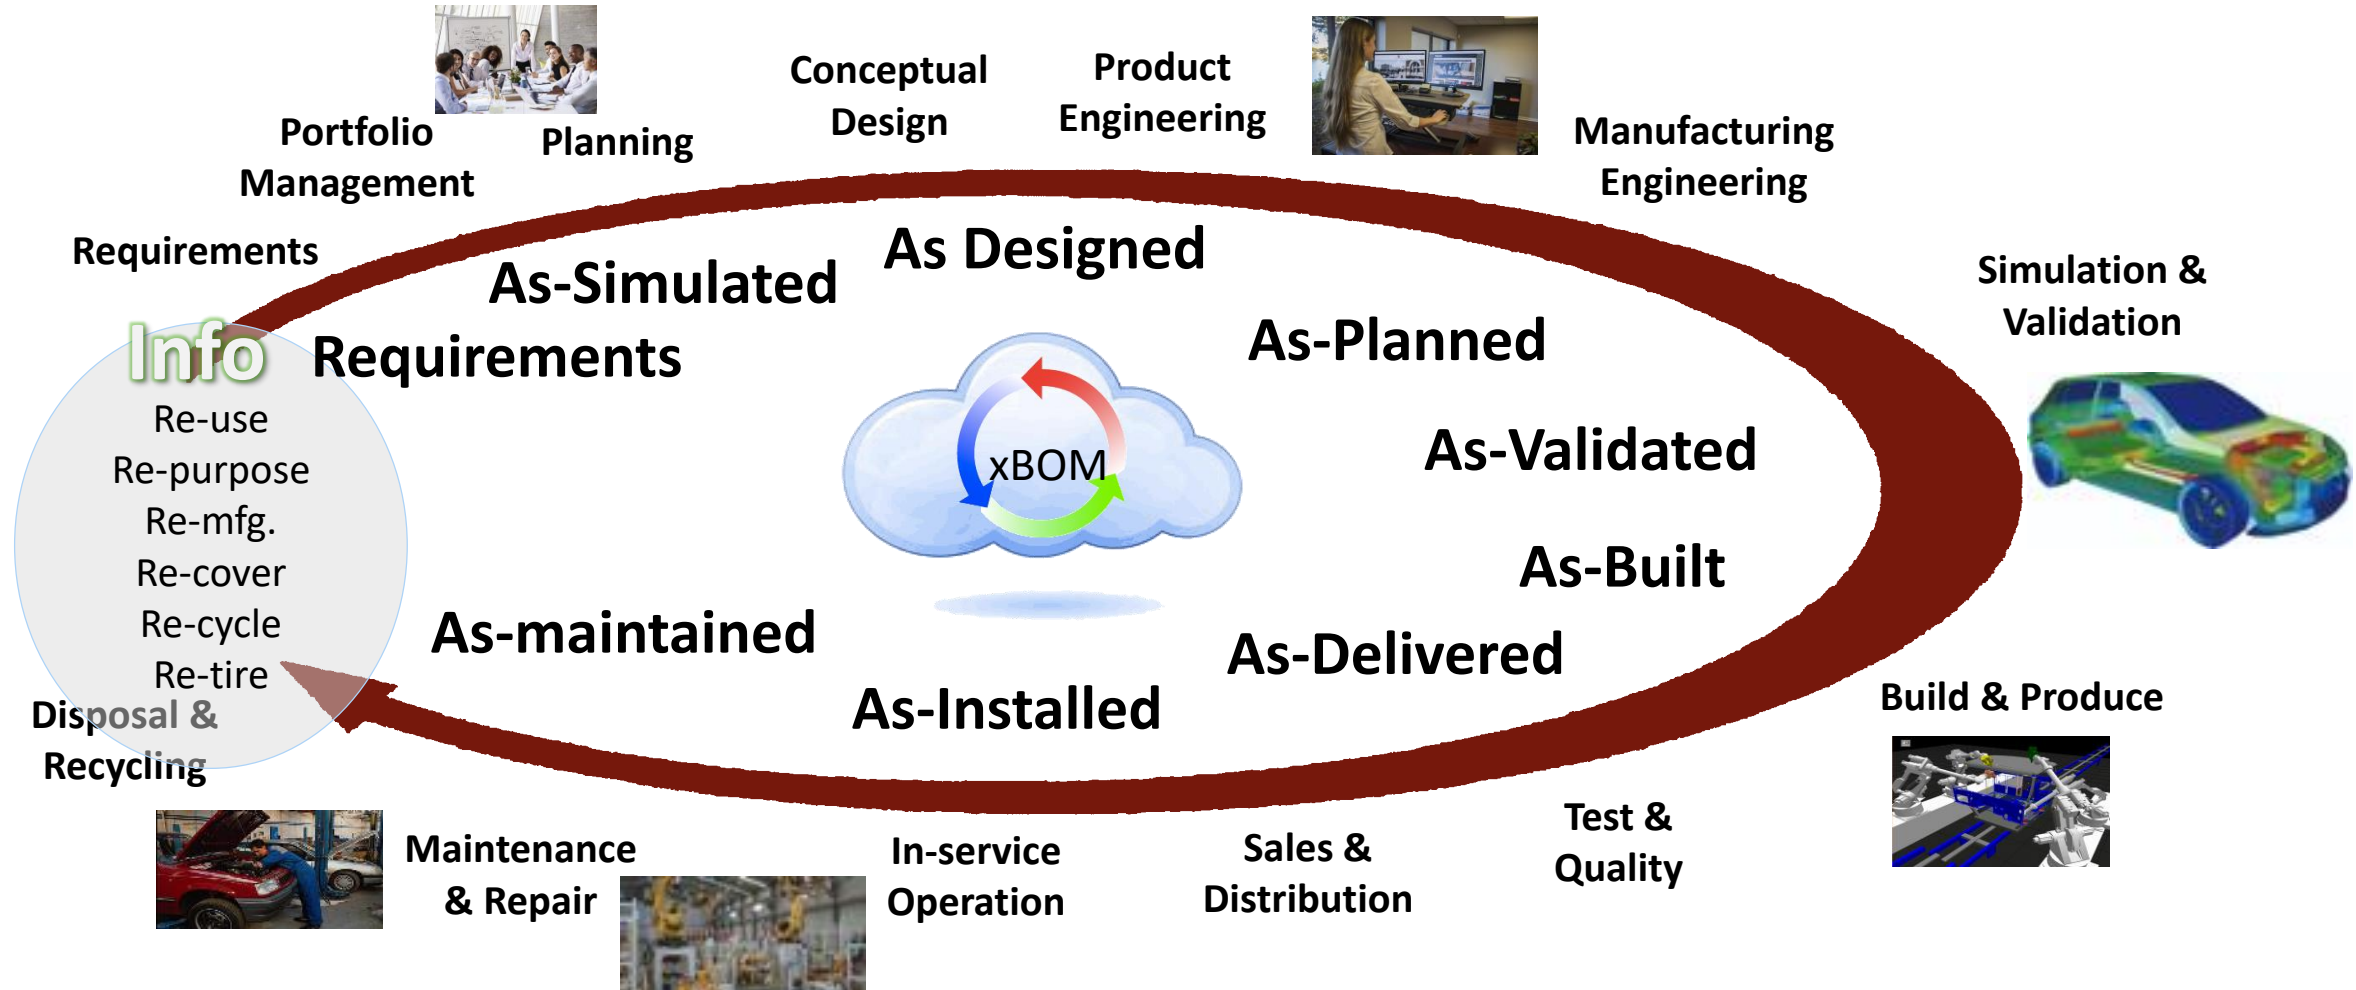 Conceptual
Design
Product
Engineering
Portfolio
Management
Planning
Manufacturing
Engineering
Requirements
As Designed
As-Simulated
Simulation &
Validation
Info
Requirements
As-Planned
Re-use
Re-purpose
Re-mfg.
Re-cover
Re-cycle
Re-tire
xBOM
As-Validated
As-Built
As-maintained
As-Delivered
As-Installed
Disposal &
Recycling
Build & Produce
Maintenance
& Repair
In-service
Operation
Sales &
Distribution
Test &
Quality